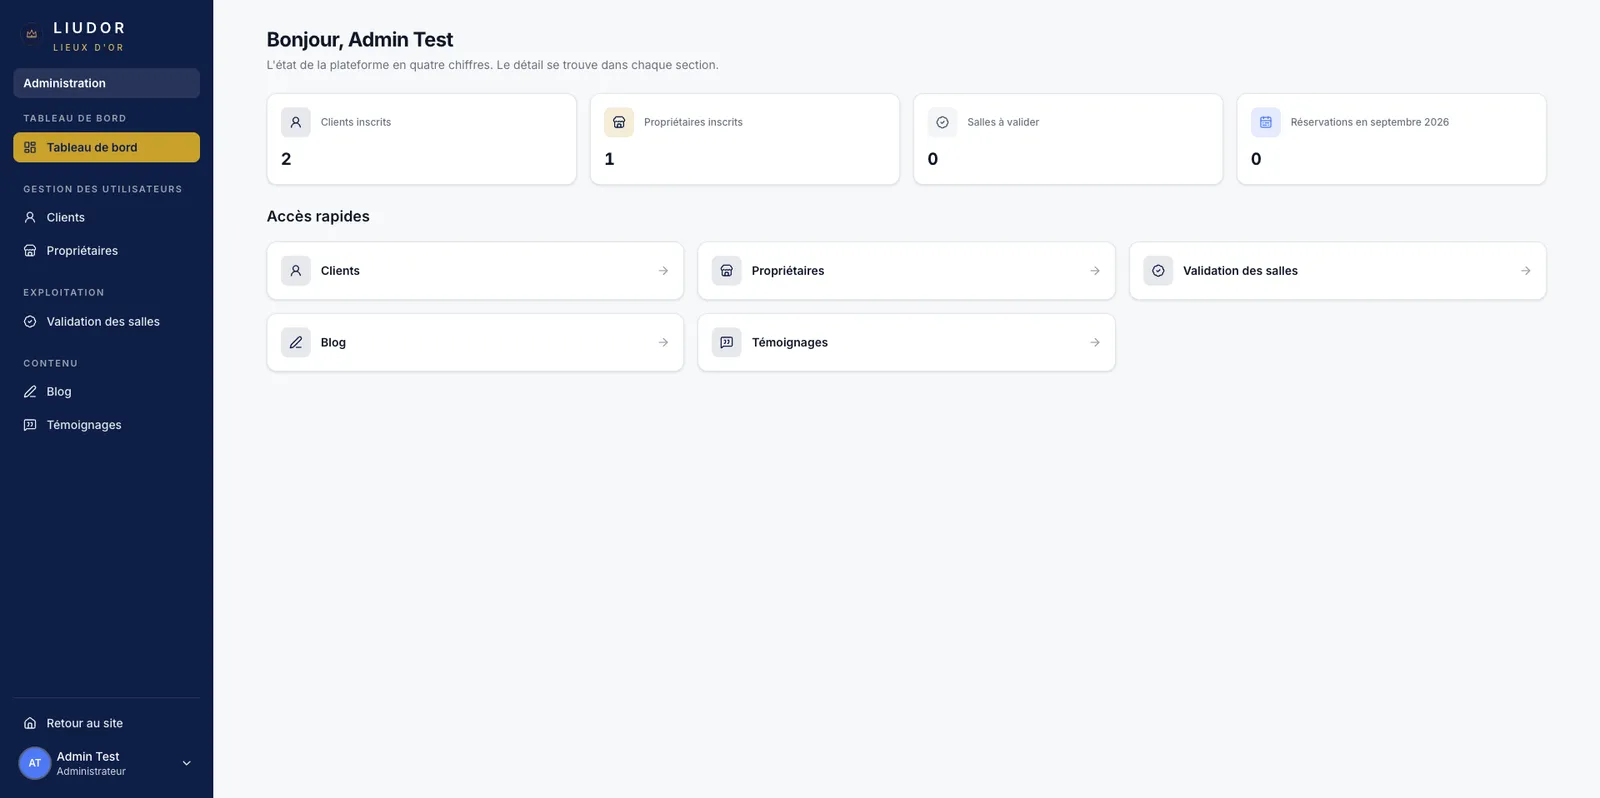 LIUDOR
LIEUX D'OR
Administration
TABLEAU DE BORD
Tableau de bord
GESTION DES UTILISATEURS
Clients
Propriétaires
EXPLOITATION
Validation des salles
CONTENU
Blog
Témoignages
Retour au site
AT
Admin Test
Administrateur
Bonjour, Admin Test
L'état de la plateforme en quatre chiffres. Le détail se trouve dans chaque section.
Clients inscrits
2
Propriétaires inscrits
1
Salles à valider
0
Réservations en septembre 2026
0
Accès rapides
Clients
Propriétaires
Validation des salles
Blog
Témoignages